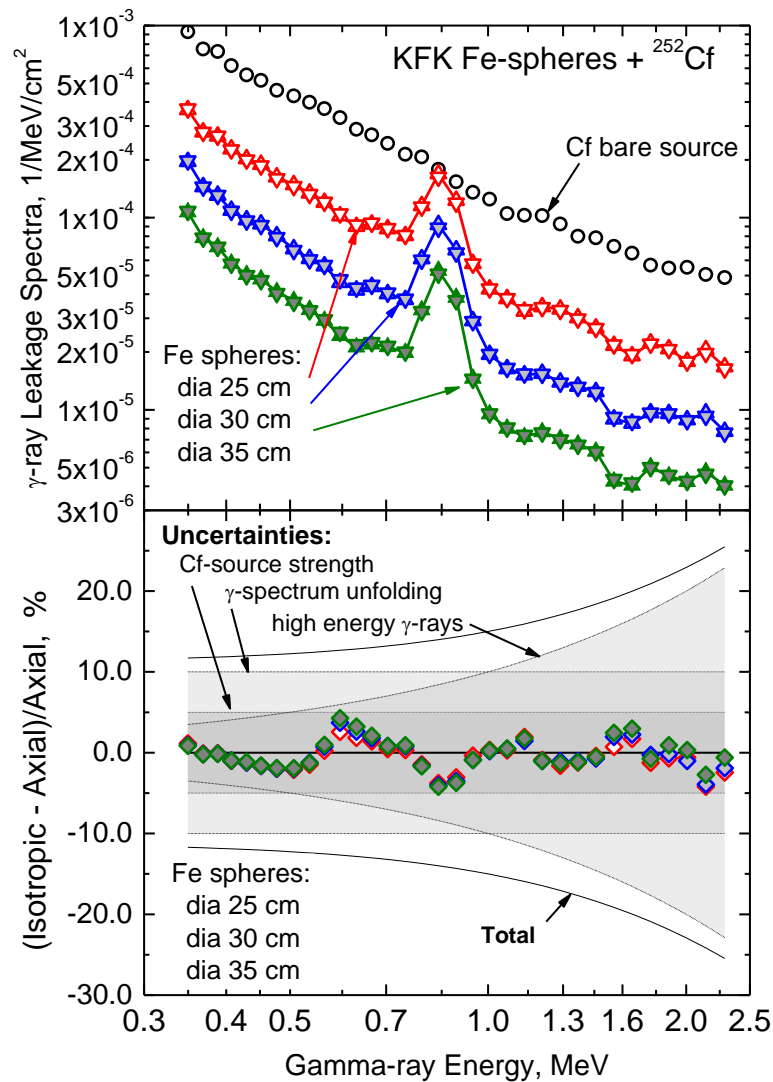 KFK Fe-spheres + ²⁵²Cf
Cf bare source
γ-ray Leakage Spectra, 1/MeV/cm²
1x10⁻³
5x10⁻⁴
3x10⁻⁴
2x10⁻⁴
1x10⁻⁴
5x10⁻⁵
3x10⁻⁵
2x10⁻⁵
1x10⁻⁵
5x10⁻⁶
3x10⁻⁶
Fe spheres:
dia 25 cm
dia 30 cm
dia 35 cm
Uncertainties:
Cf-source strength
γ-spectrum unfolding
high energy γ-rays
(Isotropic - Axial)/Axial, %
20.0
10.0
0.0
-10.0
-20.0
-30.0
Fe spheres:
dia 25 cm
dia 30 cm
dia 35 cm
Total
0.3 0.4 0.5 0.7 1.0 1.3 1.6 2.0 2.5
Gamma-ray Energy, MeV